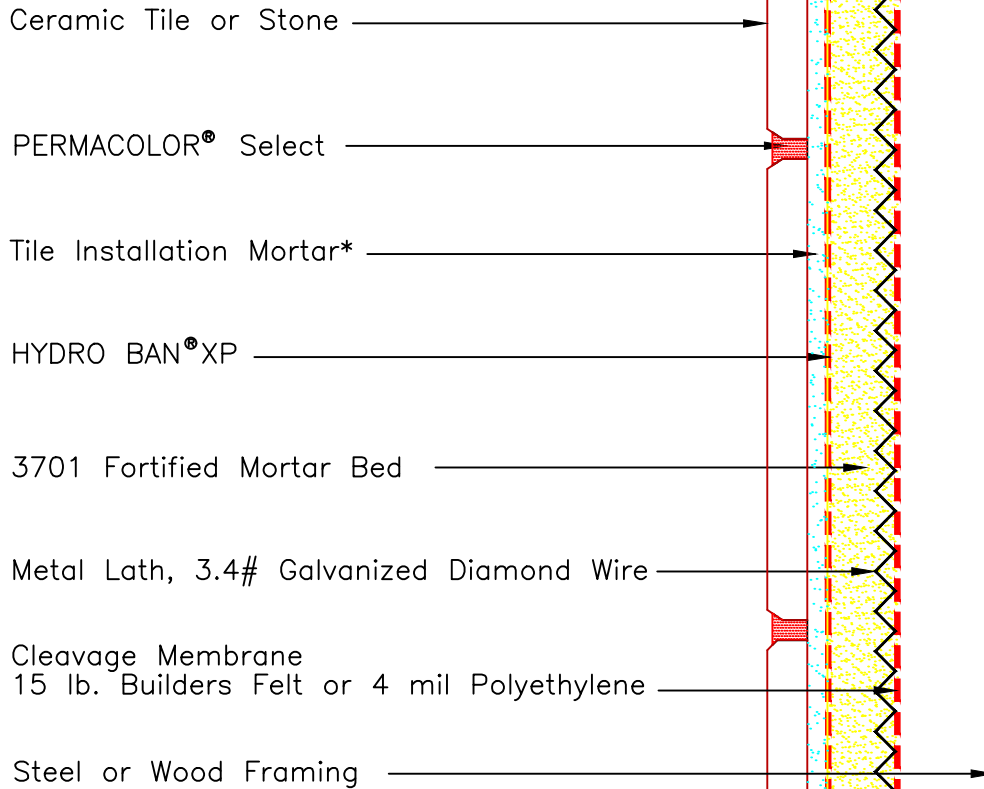 Ceramic Tile or Stone
PERMACOLOR® Select
Tile Installation Mortar*
HYDRO BAN®XP
3701 Fortified Mortar Bed
Metal Lath, 3.4# Galvanized Diamond Wire
Cleavage Membrane
15 lb. Builders Felt or 4 mil Polyethylene
Steel or Wood Framing